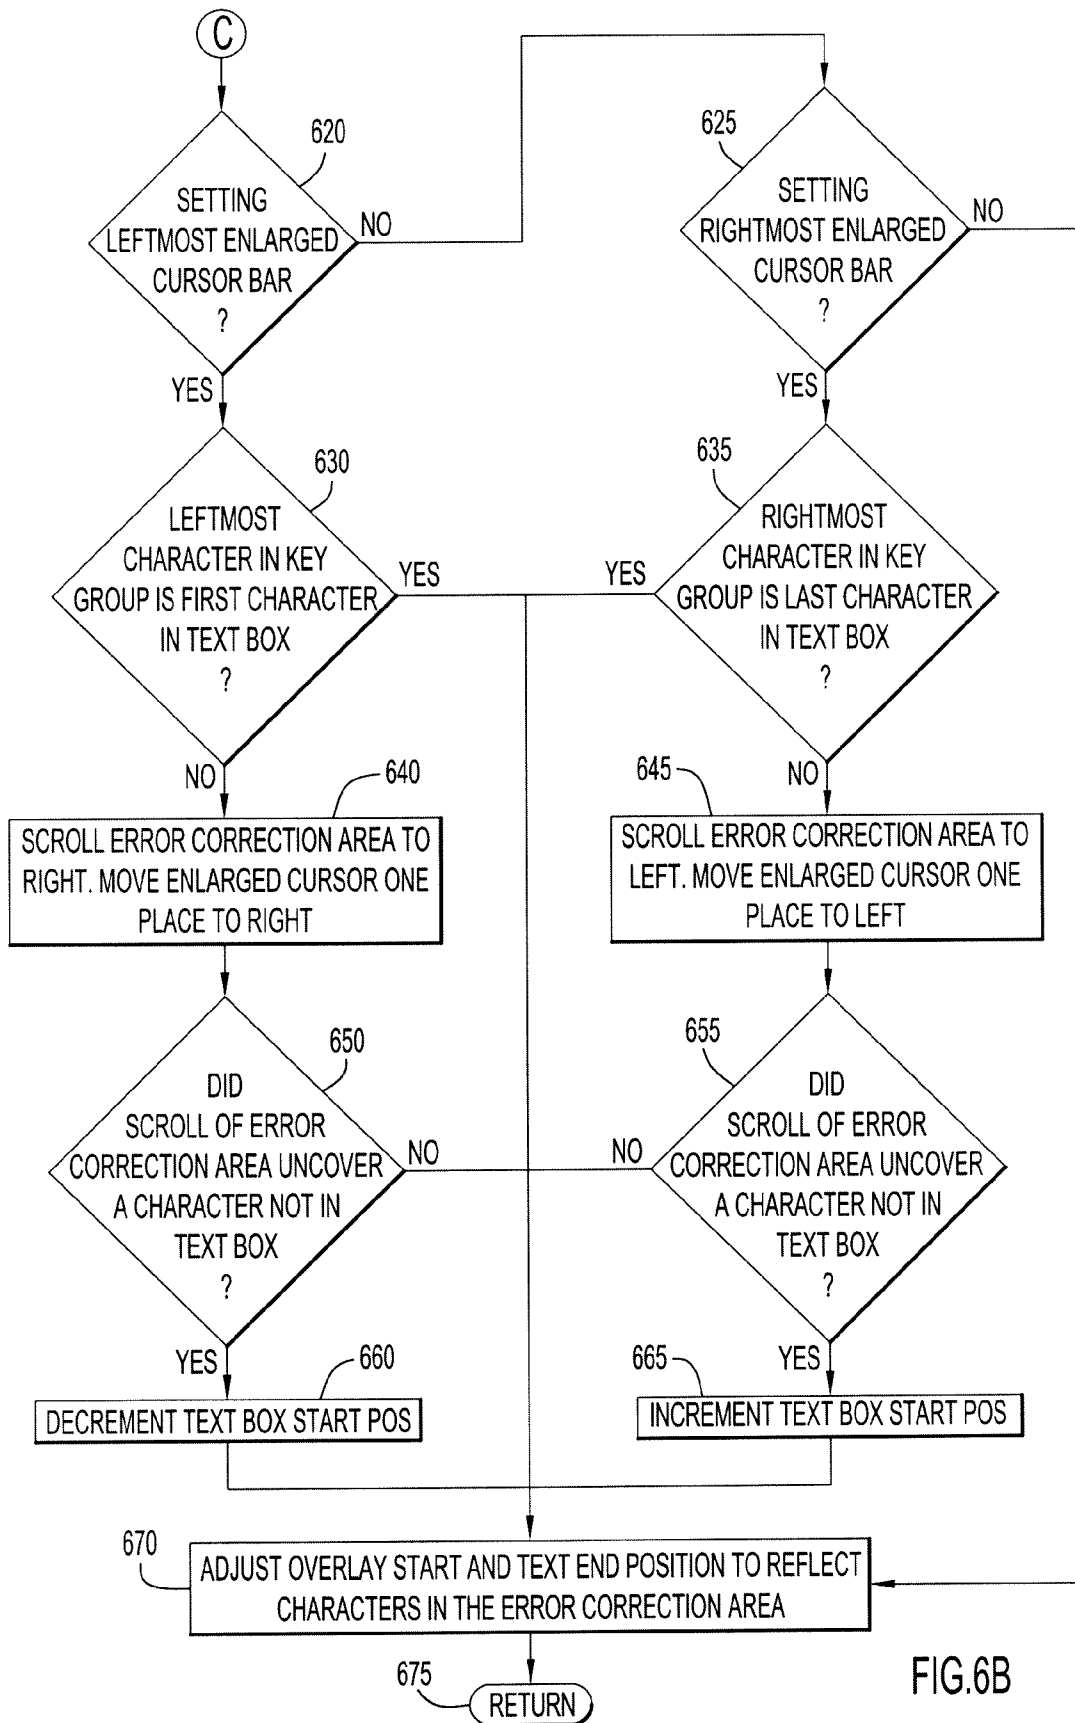 C
620
SETTING
LEFTMOST ENLARGED
CURSOR BAR
?
NO
YES
625
SETTING
RIGHTMOST ENLARGED
CURSOR BAR
?
NO
YES
630
LEFTMOST
CHARACTER IN KEY
GROUP IS FIRST CHARACTER
IN TEXT BOX
?
YES
NO
635
RIGHTMOST
CHARACTER IN KEY
GROUP IS LAST CHARACTER
IN TEXT BOX
?
YES
NO
640
SCROLL ERROR CORRECTION AREA TO
RIGHT. MOVE ENLARGED CURSOR ONE
PLACE TO RIGHT
645
SCROLL ERROR CORRECTION AREA TO
LEFT. MOVE ENLARGED CURSOR ONE
PLACE TO LEFT
650
DID
SCROLL OF ERROR
CORRECTION AREA UNCOVER
A CHARACTER NOT IN
TEXT BOX
?
NO
YES
655
DID
SCROLL OF ERROR
CORRECTION AREA UNCOVER
A CHARACTER NOT IN
TEXT BOX
?
NO
YES
660
DECREMENT TEXT BOX START POS
665
INCREMENT TEXT BOX START POS
670
ADJUST OVERLAY START AND TEXT END POSITION TO REFLECT
CHARACTERS IN THE ERROR CORRECTION AREA
675
RETURN
FIG.6B